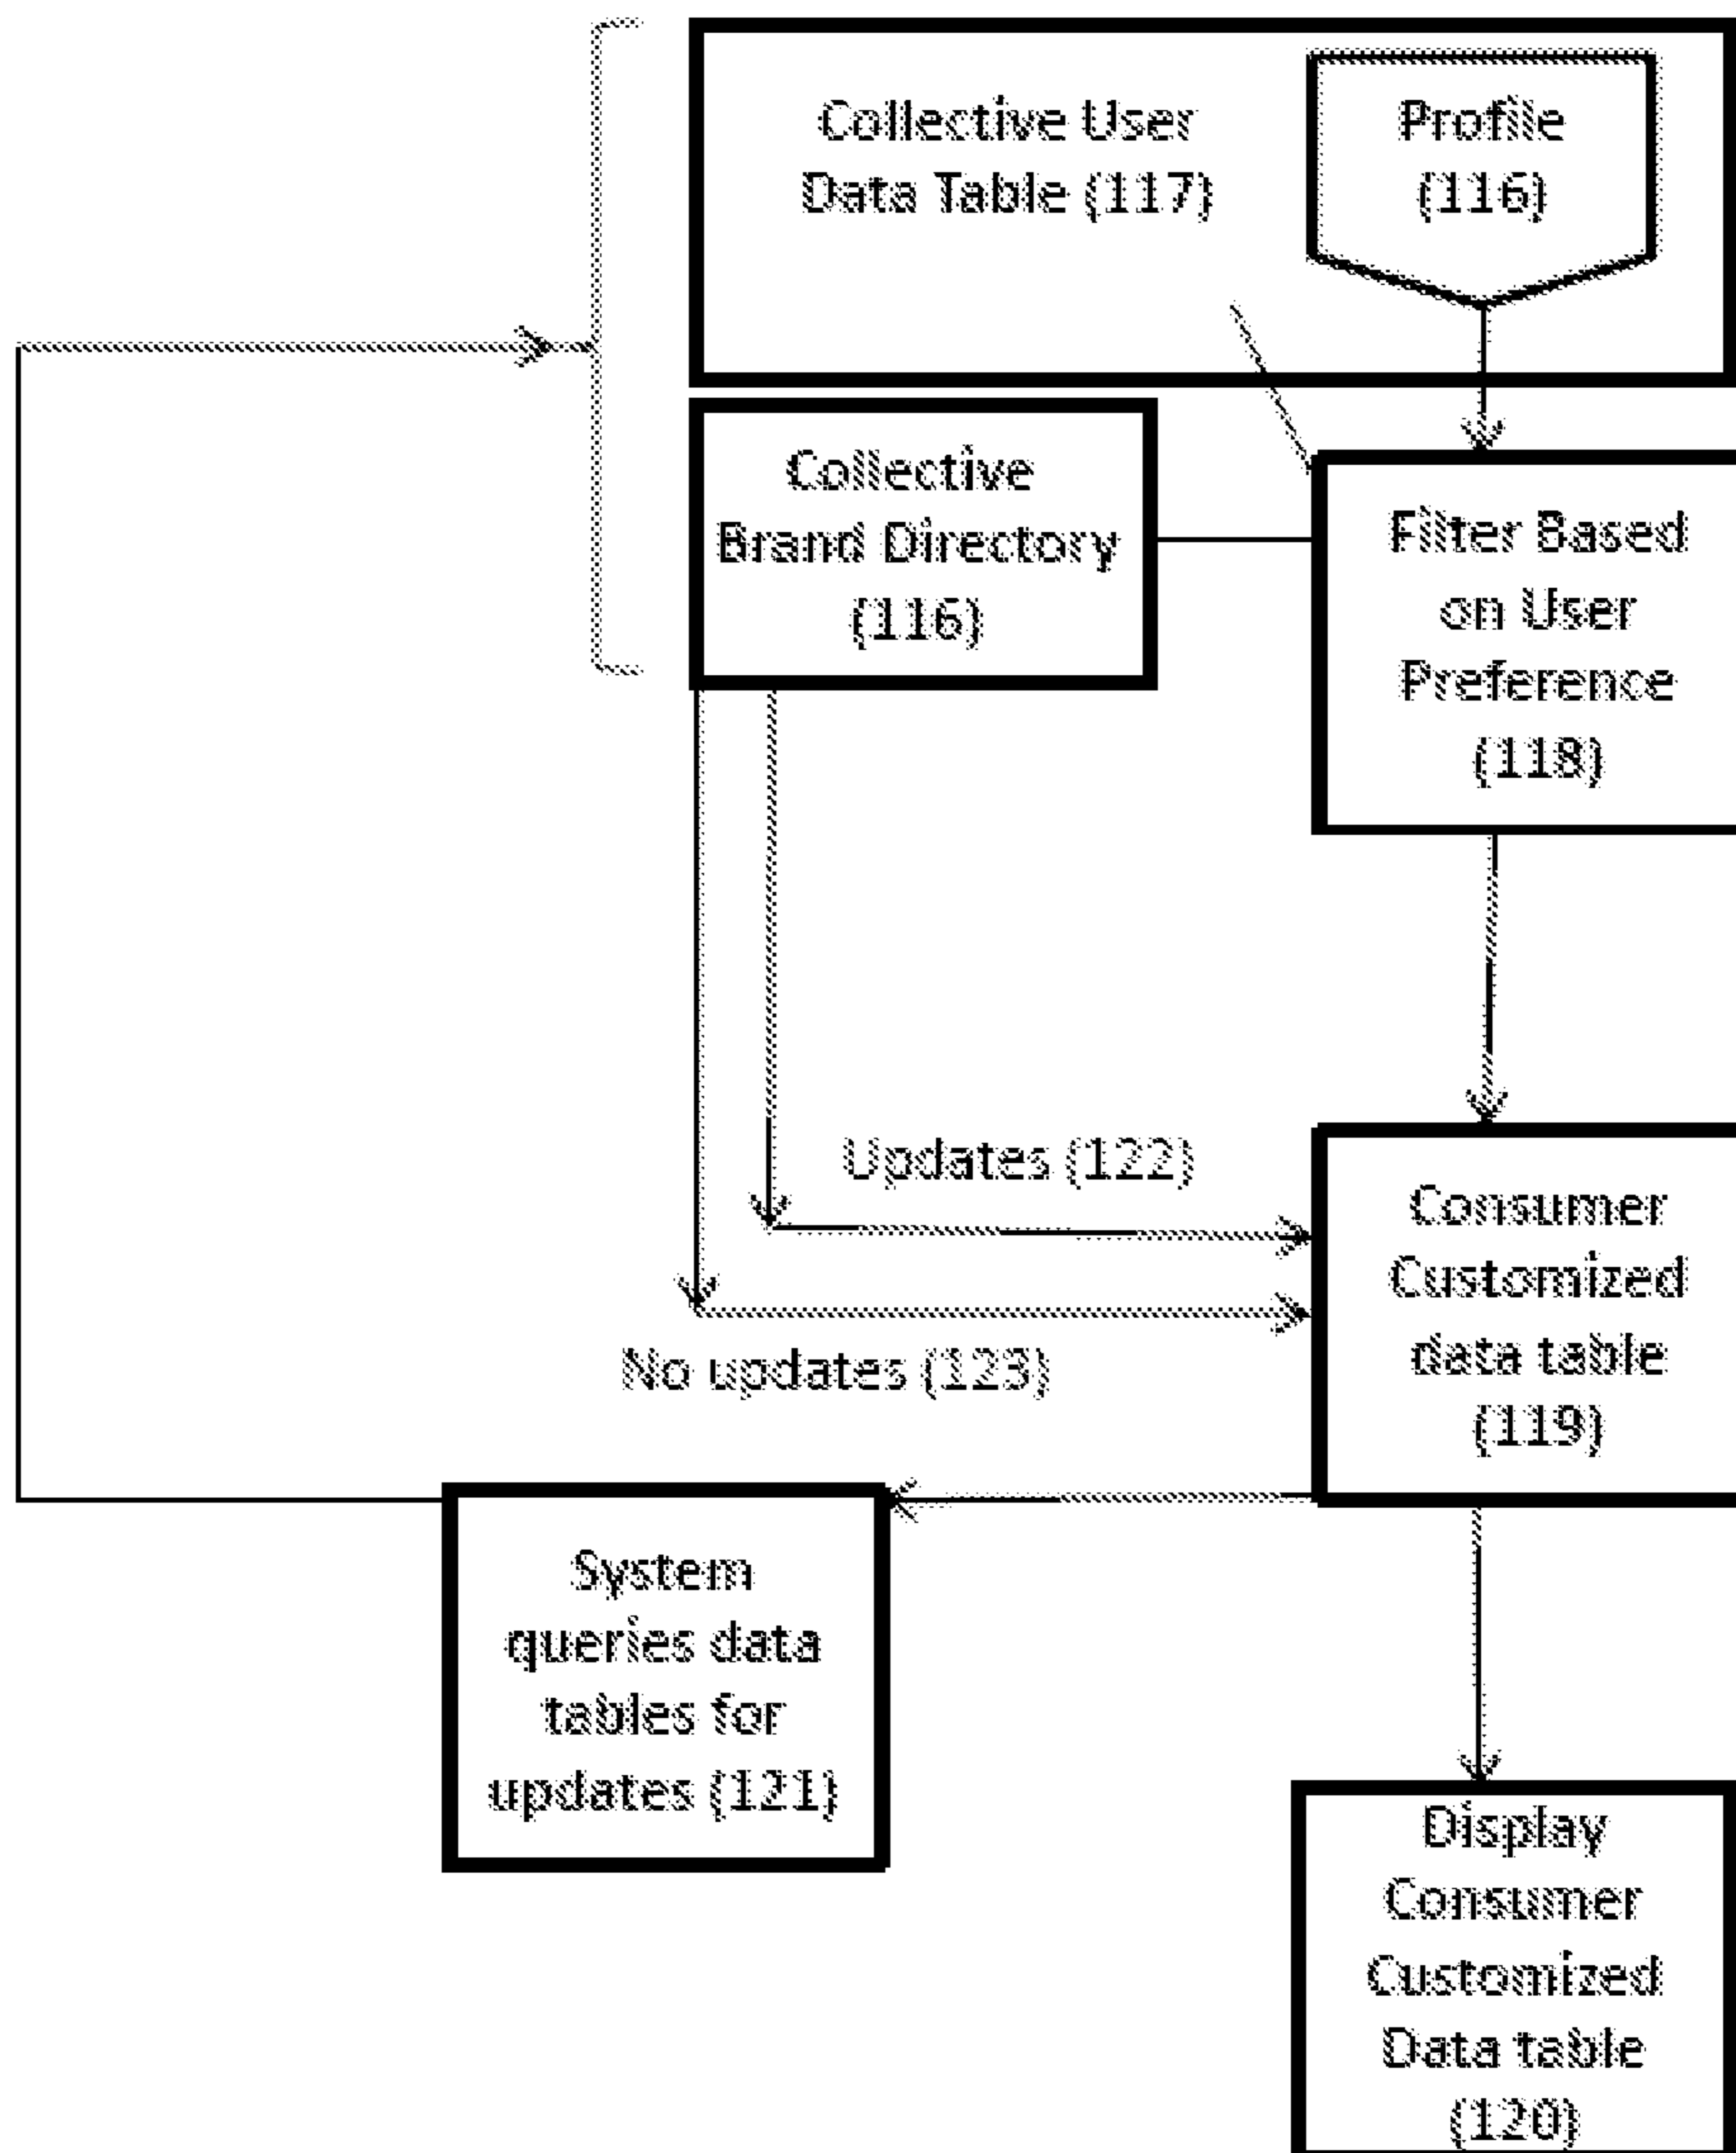 Collective User
Data Table (117)
Profile
(116)
Collective
Brand Directory
(116)
Filter Based
on User
Preference
(118)
Updates (122)
No updates (123)
Consumer
Customized
data table
(119)
System
queries data
tables for
updates (121)
Display
Consumer
Customized
Data table
(120)